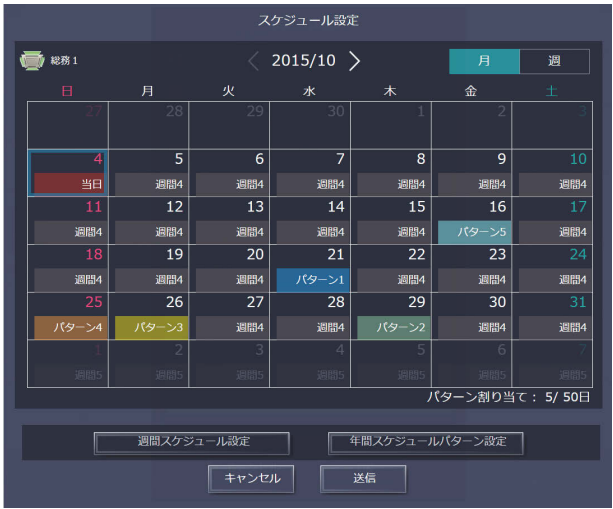 スケジュール設定
総務1 < 2015/10 > 月 週
日 月 火 水 木 金 土
27 28 29 30 1 2 3
4 5 6 7 8 9 10
当日 週間4 週間4 週間4 週間4 週間4 週間4
11 12 13 14 15 16 17
週間4 週間4 週間4 週間4 週間4 パターン5 週間4
18 19 20 21 22 23 24
週間4 週間4 週間4 パターン1 週間4 週間4 週間4
25 26 27 28 29 30 31
パターン4 パターン3 週間4 週間4 パターン2 週間4 週間4
1 2 3 4 5 6 7
週間5 週間5 週間5 週間5 週間5 週間5 週間5
パターン割り当て： 5/ 50日
週間スケジュール設定 年間スケジュールパターン設定
キャンセル 送信